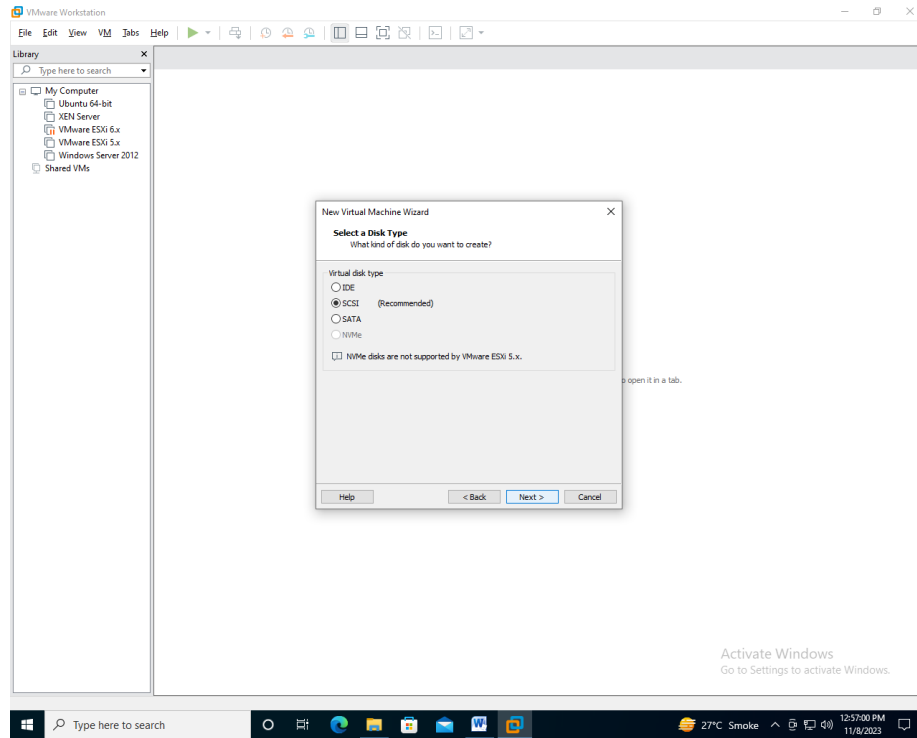 VMware Workstation
File Edit View VM Tabs Help
Library
Type here to search
My Computer
Ubuntu 64-bit
XEN Server
VMware ESXi 6.x
VMware ESXi 5.x
Windows Server 2012
Shared VMs
New Virtual Machine Wizard
Select a Disk Type
What kind of disk do you want to create?
Virtual disk type
IDE
SCSI (Recommended)
SATA
NVMe
NVMe disks are not supported by VMware ESXi 5.x.
o open it in a tab.
Help < Back Next > Cancel
Activate Windows
Go to Settings to activate Windows.
Type here to search
27°C Smoke
12:57:00 PM
11/8/2023